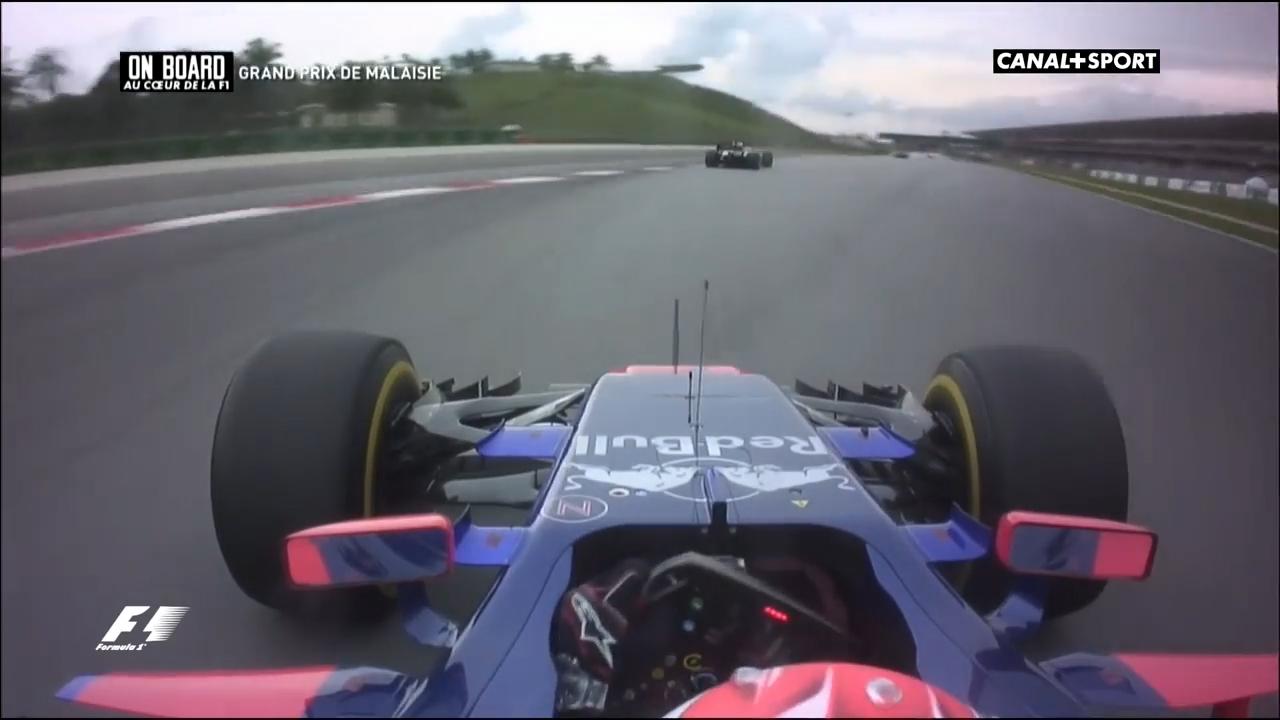 ON BOARD
AU CŒUR DE LA F1
GRAND PRIX DE MALAISIE
CANAL+SPORT
Red Bull
F1
Formula 1